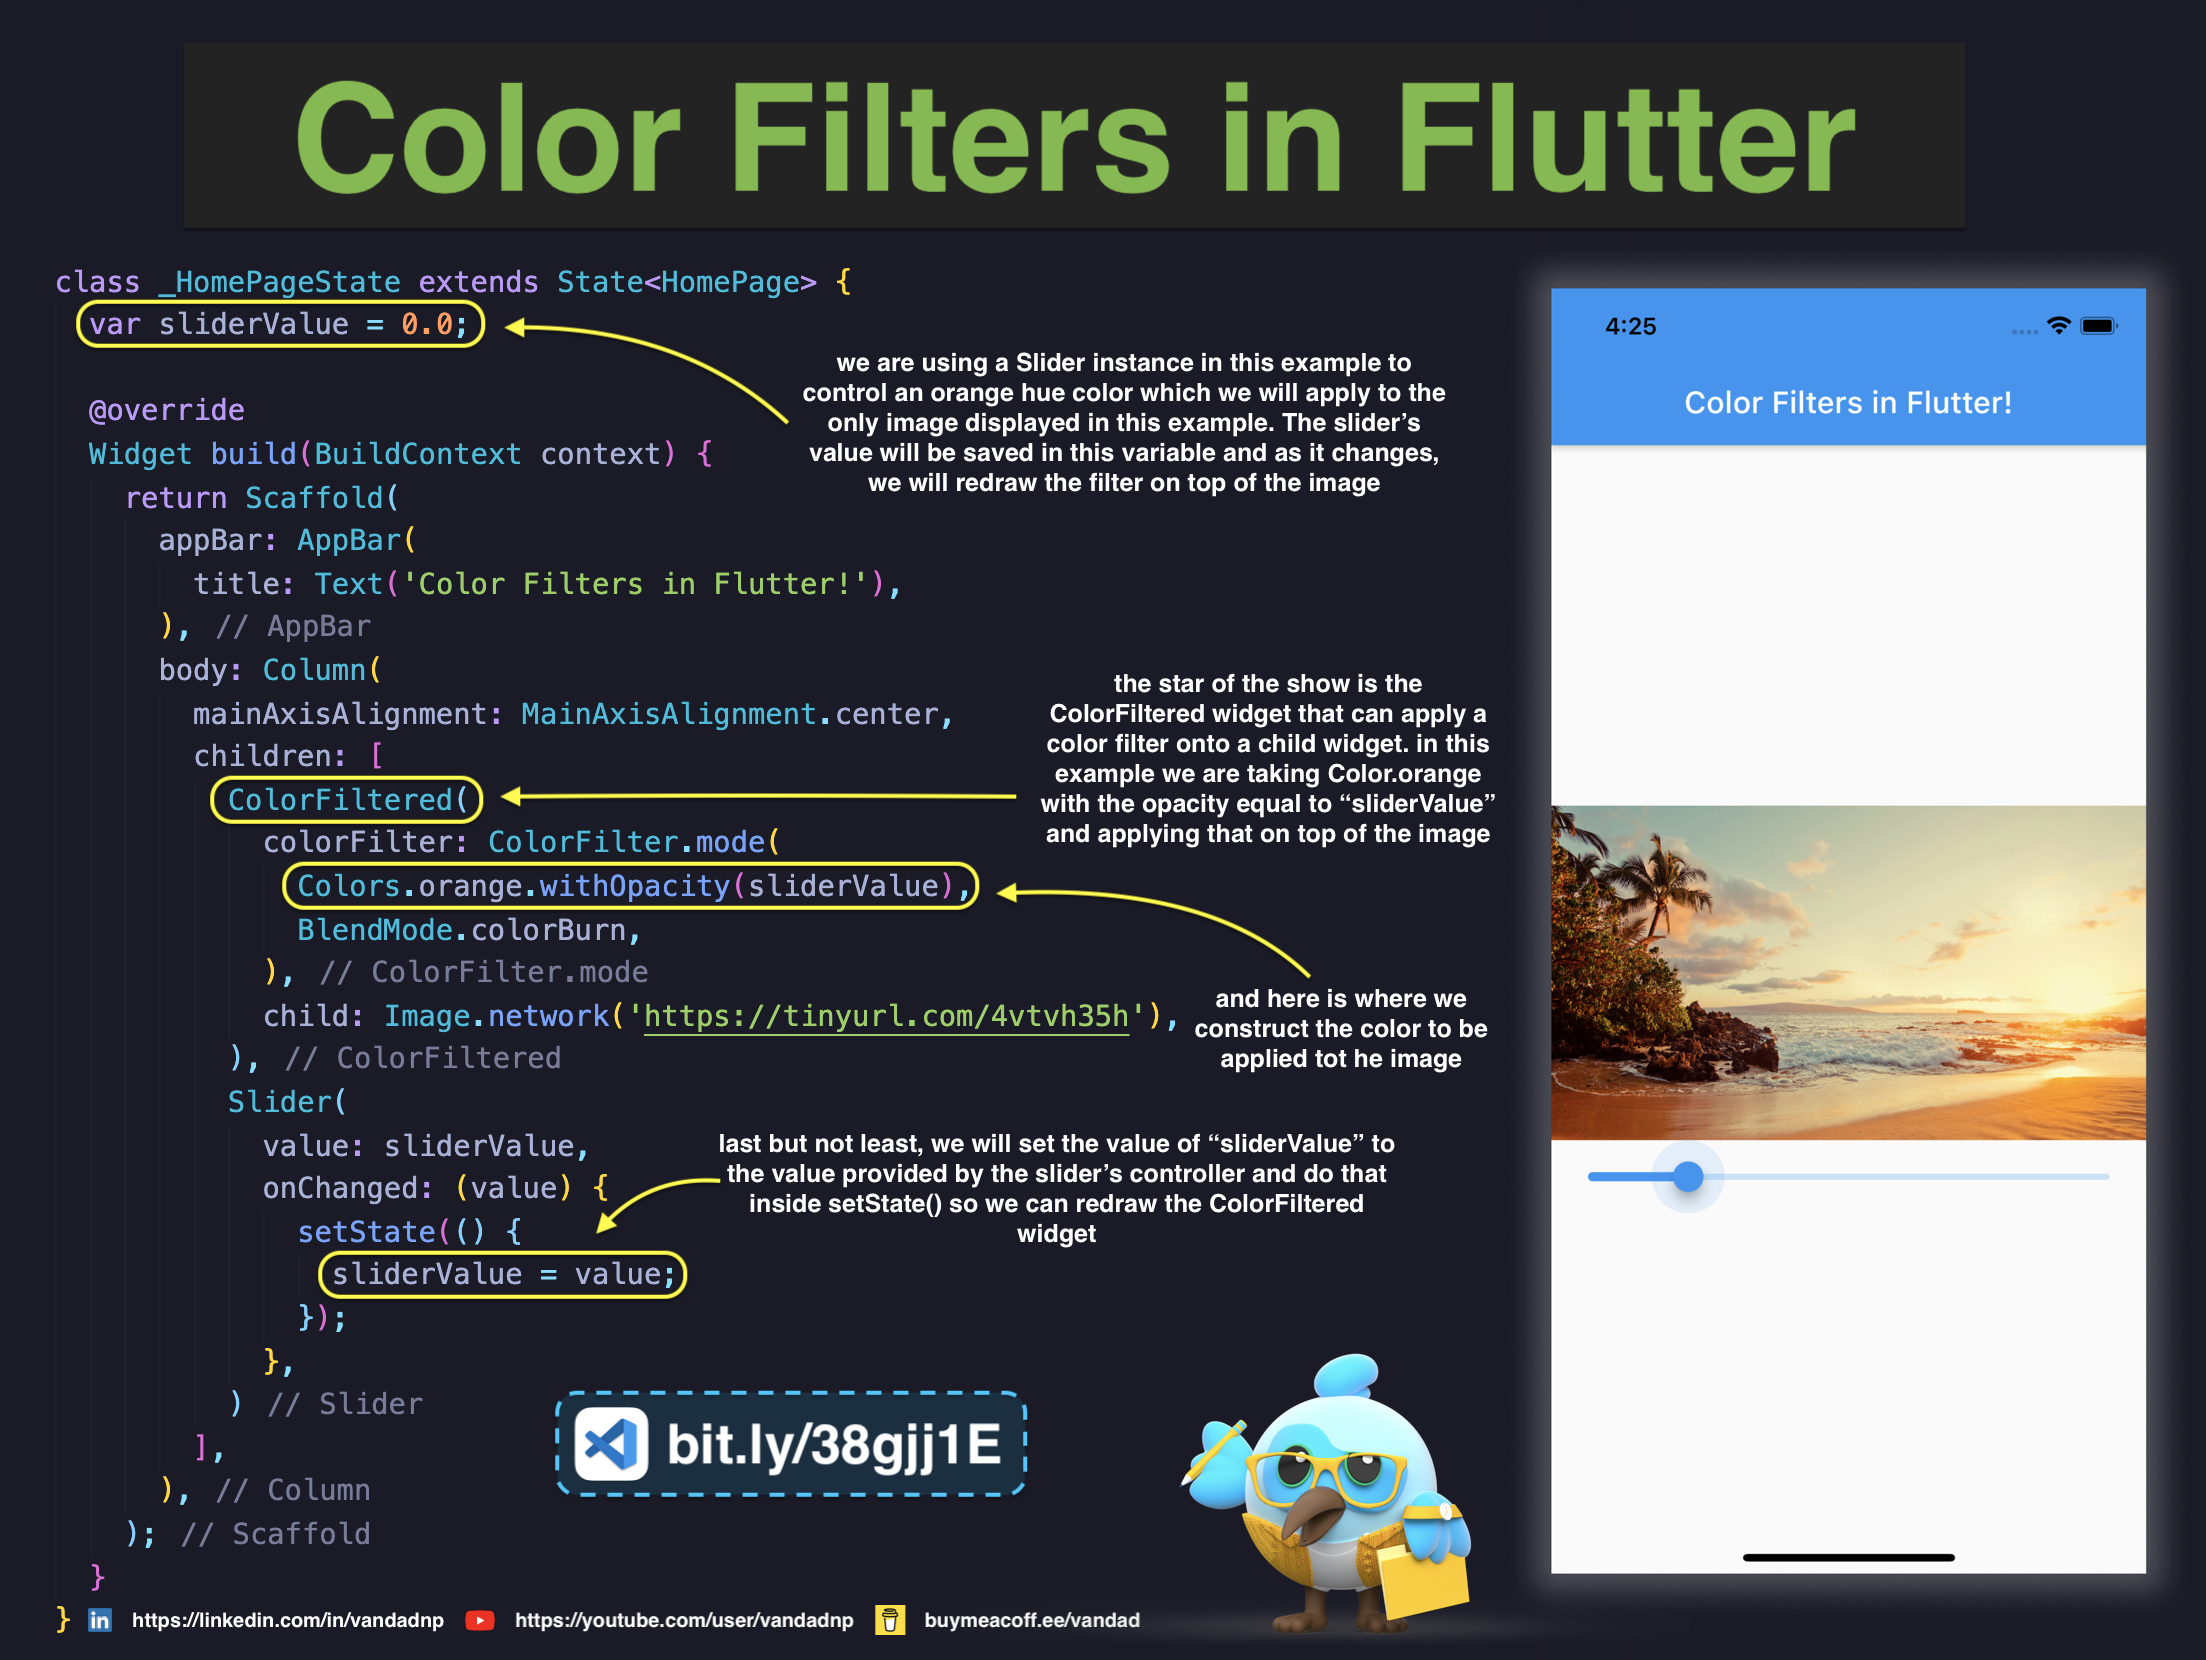 Color Filters in Flutter
class _HomePageState extends State<HomePage> {
var sliderValue = 0.0;
we are using a Slider instance in this example to
control an orange hue color which we will apply to the
only image displayed in this example. The slider’s
value will be saved in this variable and as it changes,
we will redraw the filter on top of the image
@override
Widget build(BuildContext context) {
return Scaffold(
appBar: AppBar(
title: Text('Color Filters in Flutter!'),
), // AppBar
body: Column(
mainAxisAlignment: MainAxisAlignment.center,
children: [
the star of the show is the
ColorFiltered widget that can apply a
color filter onto a child widget. in this
example we are taking Color.orange
with the opacity equal to “sliderValue”
and applying that on top of the image
ColorFiltered(
colorFilter: ColorFilter.mode(
Colors.orange.withOpacity(sliderValue),
BlendMode.colorBurn,
), // ColorFilter.mode
child: Image.network('https://tinyurl.com/4vtvh35h'),
and here is where we
construct the color to be
applied tot he image
), // ColorFiltered
Slider(
value: sliderValue,
onChanged: (value) {
setState(() {
sliderValue = value;
});
},
) // Slider
],
), // Column
); // Scaffold
}
}
last but not least, we will set the value of “sliderValue” to
the value provided by the slider’s controller and do that
inside setState() so we can redraw the ColorFiltered
widget
bit.ly/38gjj1E
4:25
Color Filters in Flutter!
in https://linkedin.com/in/vandadnp https://youtube.com/user/vandadnp buymeacoff.ee/vandad